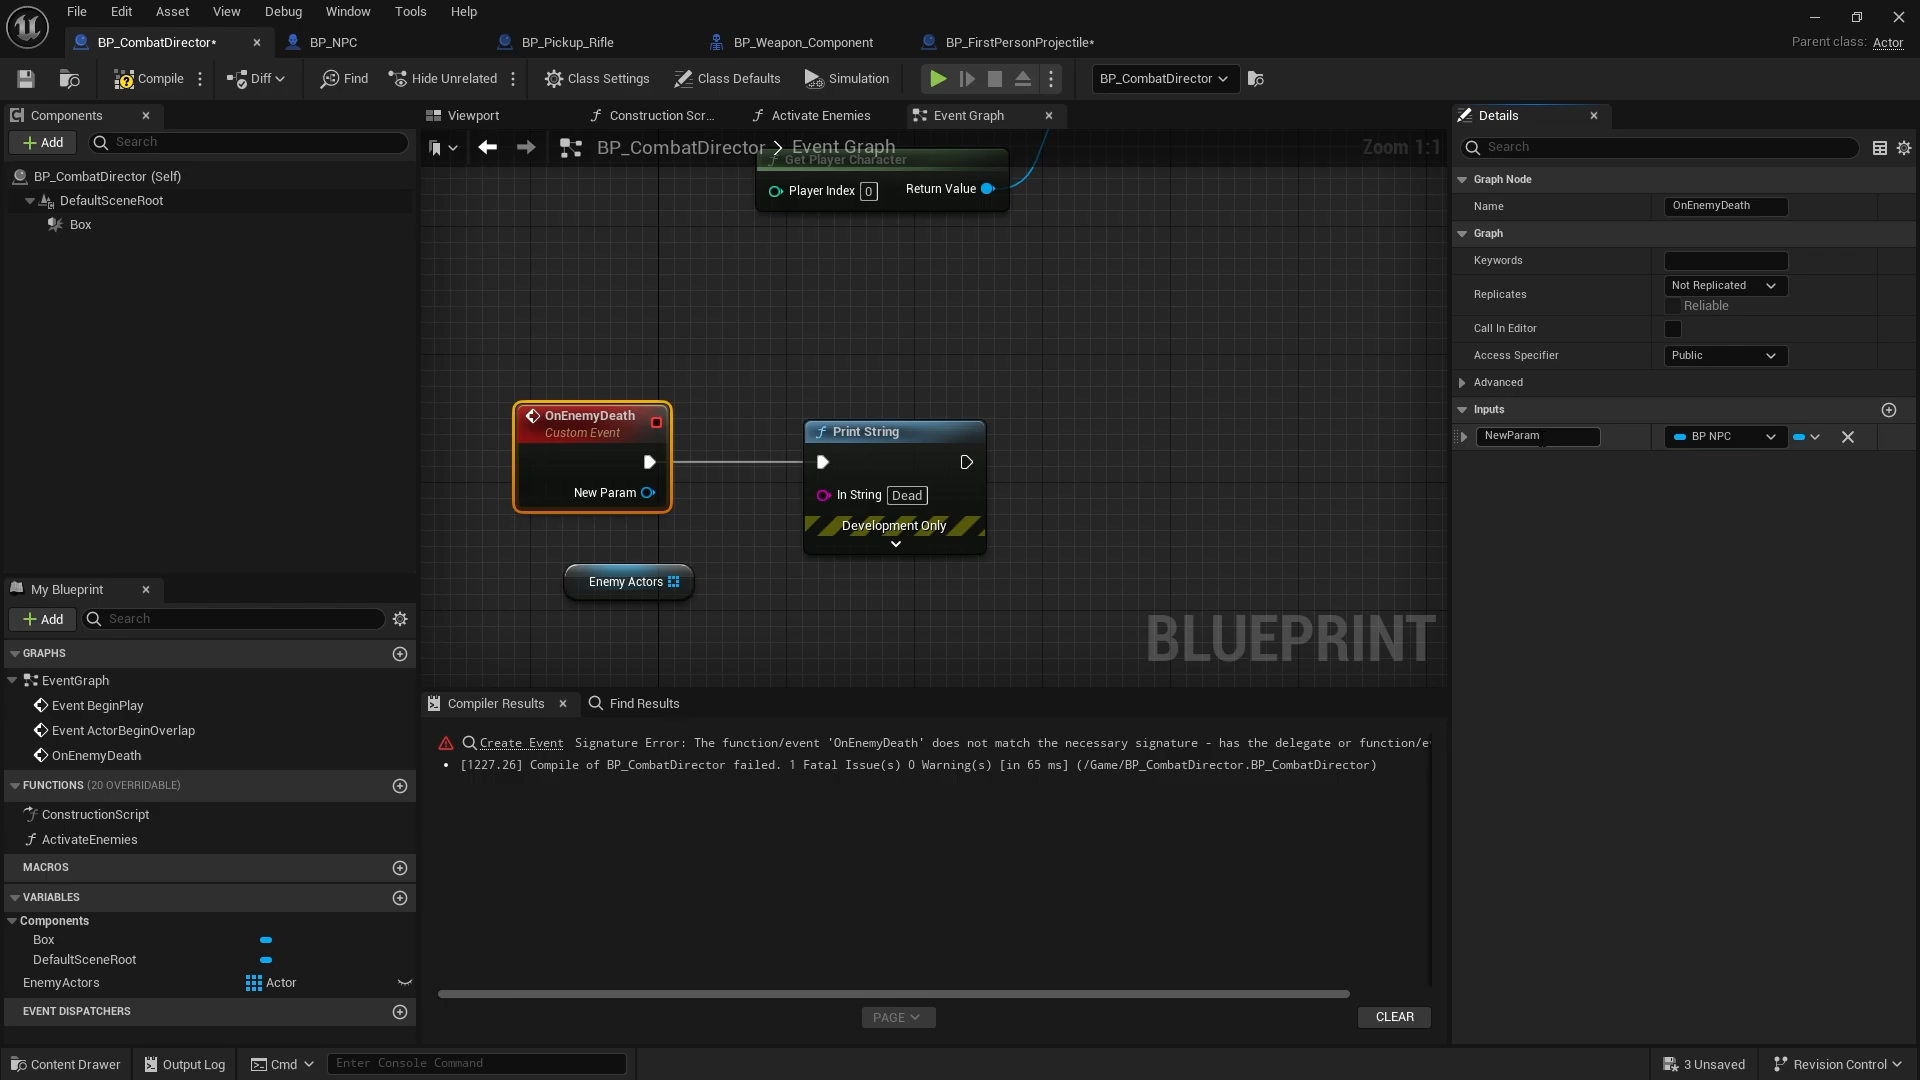 File Edit Asset View Debug Window Tools Help
BP_CombatDirector* BP_NPC BP_Pickup_Rifle BP_Weapon_Component BP_FirstPersonProjectile* Parent class: Actor
Compile Diff Find Hide Unrelated Class Settings Class Defaults Simulation BP_CombatDirector
Components
Add Search
BP_CombatDirector (Self)
DefaultSceneRoot
Box
My Blueprint
Add Search
GRAPHS
EventGraph
Event BeginPlay
Event ActorBeginOverlap
OnEnemyDeath
FUNCTIONS (20 OVERRIDABLE)
ConstructionScript
ActivateEnemies
MACROS
VARIABLES
Components
Box
DefaultSceneRoot
EnemyActors Actor
EVENT DISPATCHERS
Viewport Construction Scr... Activate Enemies Event Graph
BP_CombatDirector > Event Graph Zoom 1:1
Get Player Character
Player Index 0 Return Value
OnEnemyDeath
Custom Event
New Param
Print String
In String Dead
Development Only
Enemy Actors
BLUEPRINT
Compiler Results Find Results
Create Event Signature Error: The function/event 'OnEnemyDeath' does not match the necessary signature - has the delegate or function/e
[1227.26] Compile of BP_CombatDirector failed. 1 Fatal Issue(s) 0 Warning(s) [in 65 ms] (/Game/BP_CombatDirector.BP_CombatDirector)
PAGE CLEAR
Details
Search
Graph Node
Name OnEnemyDeath
Graph
Keywords
Replicates Not Replicated
Reliable
Call In Editor
Access Specifier Public
Advanced
Inputs
NewParam BP NPC
Content Drawer Output Log Cmd Enter Console Command 3 Unsaved Revision Control